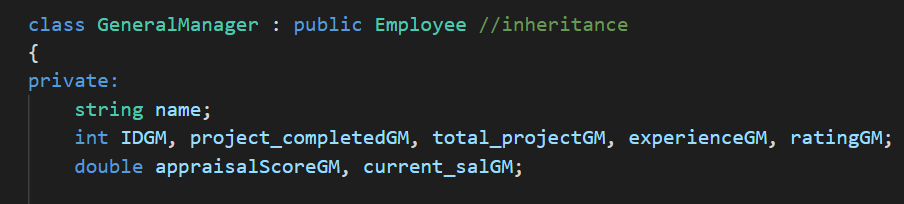 class GeneralManager : public Employee //inheritance
{
private:
    string name;
    int IDGM, project_completedGM, total_projectGM, experienceGM, ratingGM;
    double appraisalScoreGM, current_salGM;